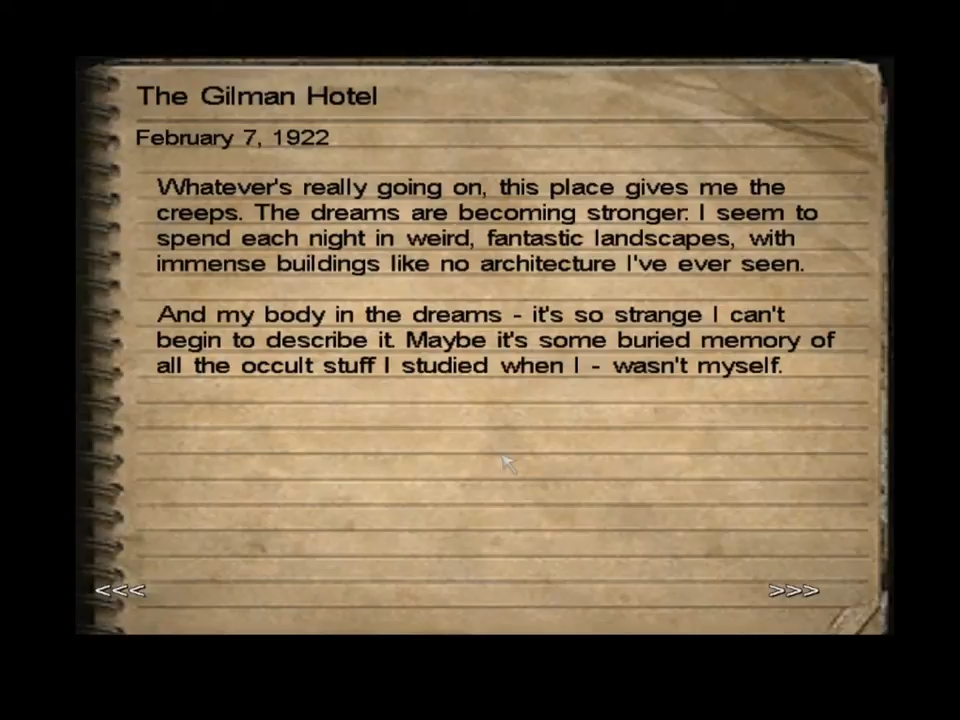 The Gilman Hotel
February 7, 1922
Whatever's really going on, this place gives me the
creeps. The dreams are becoming stronger. I seem to
spend each night in weird, fantastic landscapes, with
immense buildings like no architecture I've ever seen.
And my body in the dreams - it's so strange I can't
begin to describe it. Maybe it's some buried memory of
all the occult stuff I studied when I - wasn't myself.
<<< >>>